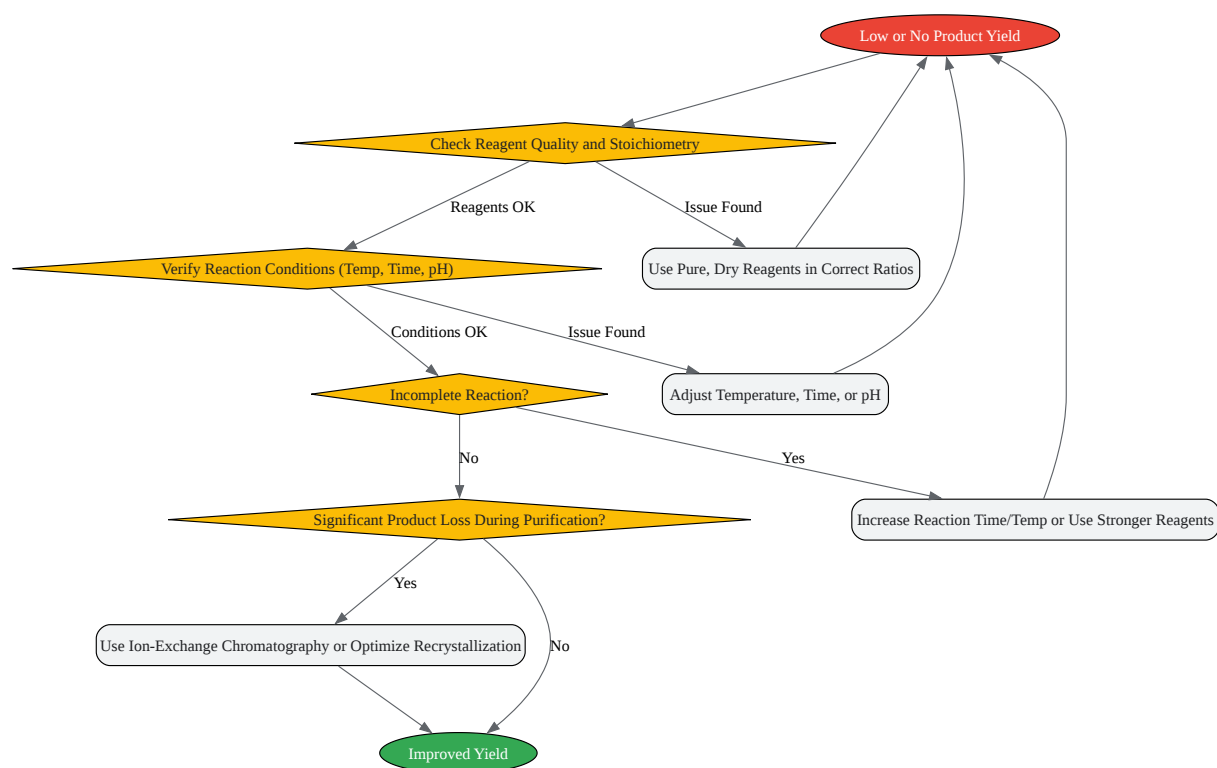 Low or No Product Yield
Check Reagent Quality and Stoichiometry
Reagents OK
Issue Found
Verify Reaction Conditions (Temp, Time, pH)
Use Pure, Dry Reagents in Correct Ratios
Conditions OK
Issue Found
Incomplete Reaction?
Adjust Temperature, Time, or pH
No
Yes
Significant Product Loss During Purification?
Increase Reaction Time/Temp or Use Stronger Reagents
Yes
Use Ion-Exchange Chromatography or Optimize Recrystallization
No
Improved Yield